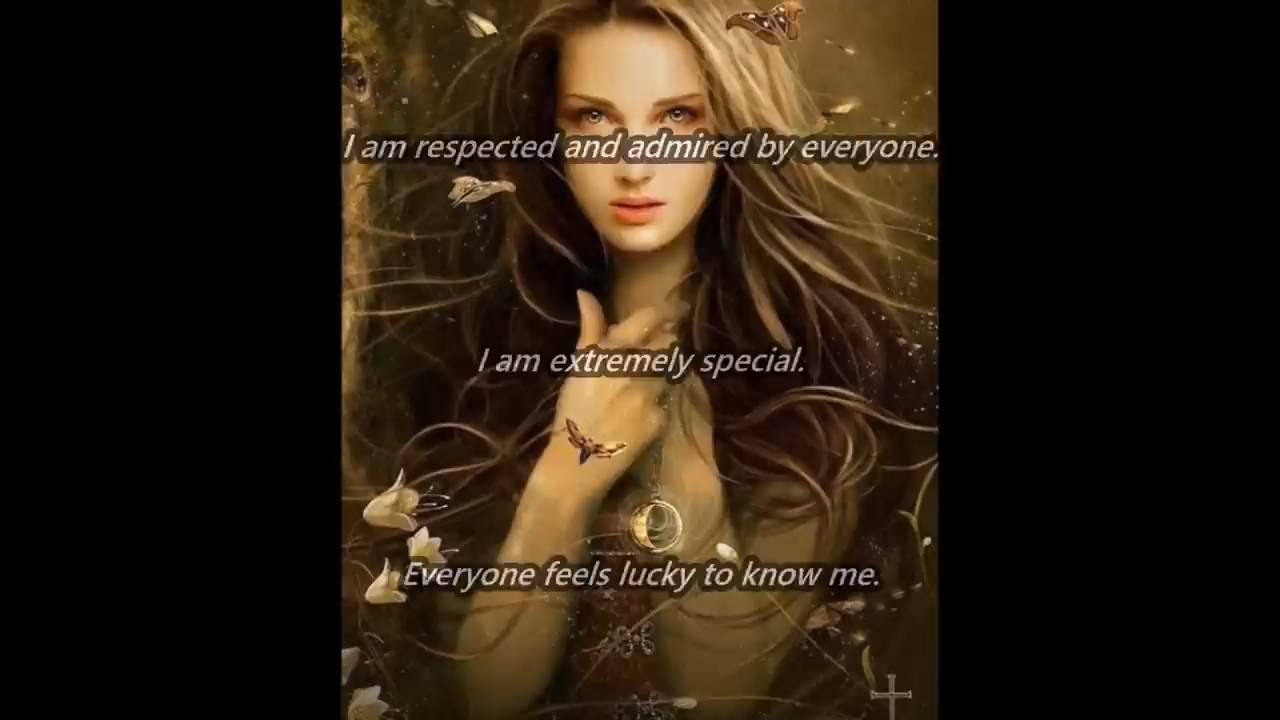 I am respected and admired by everyone.
I am extremely special.
Everyone feels lucky to know me.